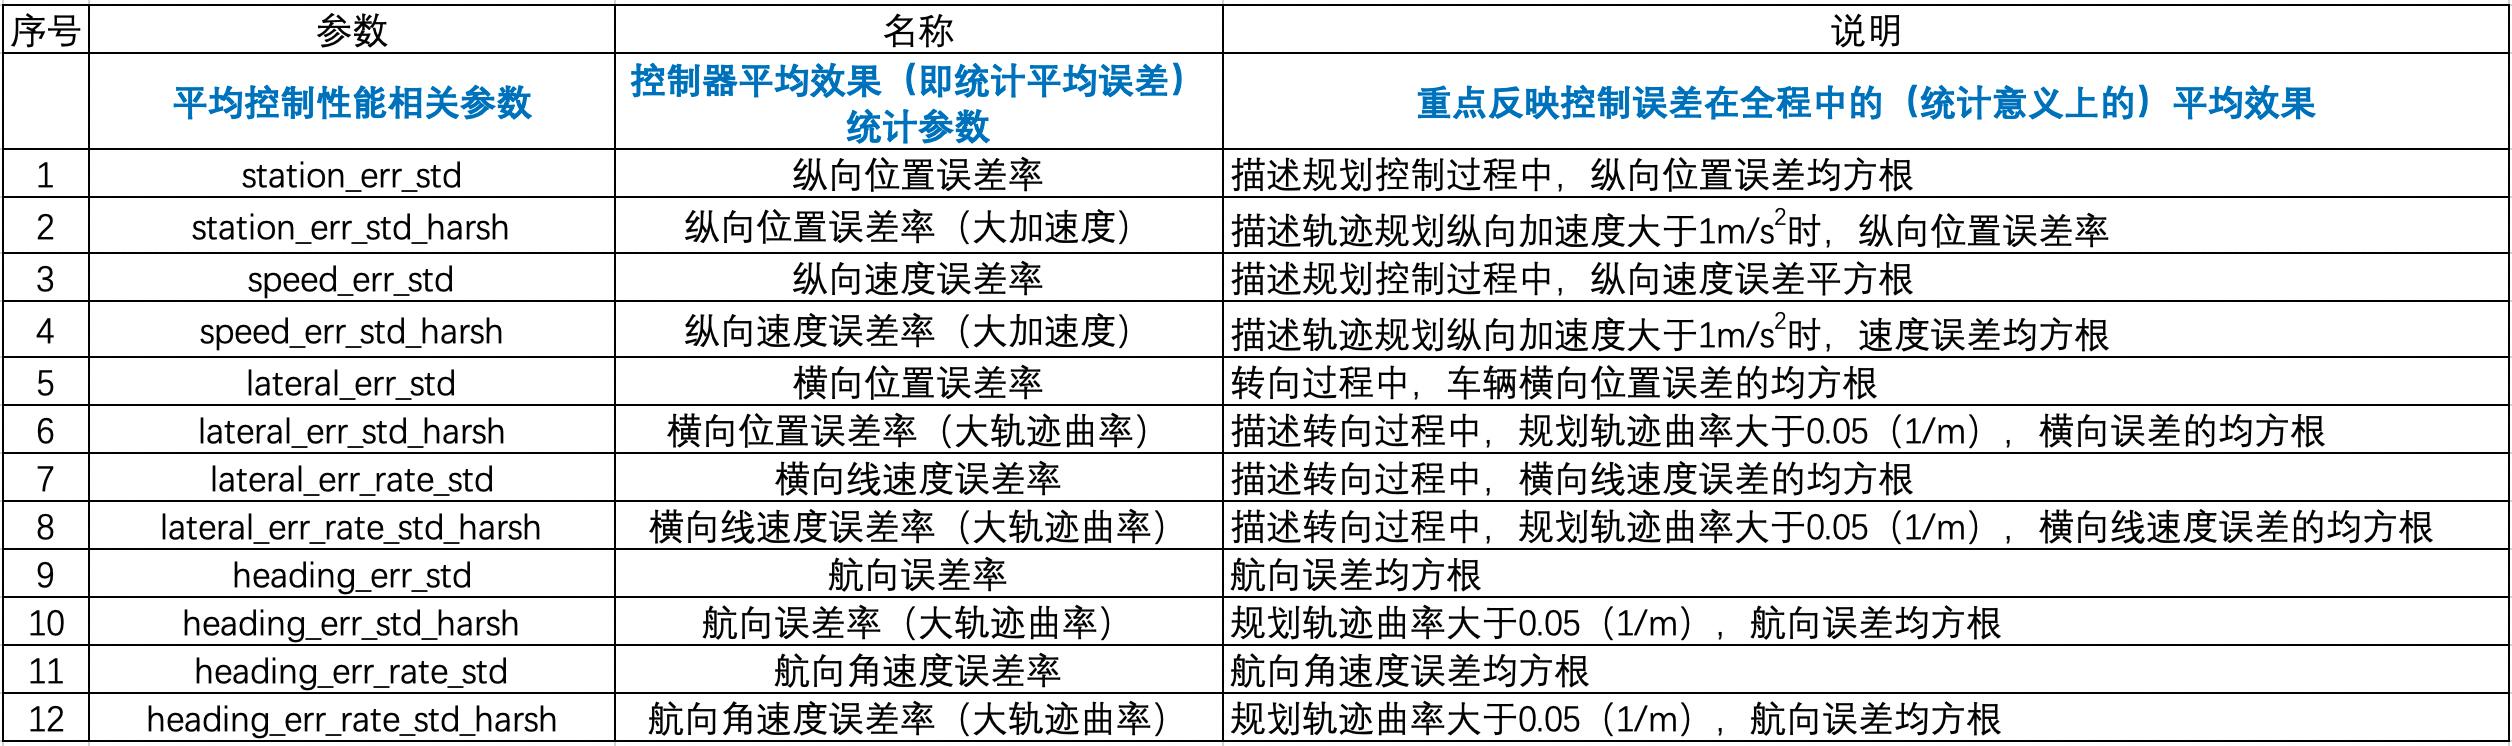 序号 参数 名称 说明
平均控制性能相关参数 控制器平均效果（即统计平均误差）统计参数 重点反映控制误差在全程中的（统计意义上的）平均效果
1 station_err_std 纵向位置误差率 描述规划控制过程中，纵向位置误差均方根
2 station_err_std_harsh 纵向位置误差率（大加速度） 描述轨迹规划纵向加速度大于1m/s²时，纵向位置误差率
3 speed_err_std 纵向速度误差率 描述规划控制过程中，纵向速度误差平方根
4 speed_err_std_harsh 纵向速度误差率（大加速度） 描述轨迹规划纵向加速度大于1m/s²时，速度误差均方根
5 lateral_err_std 横向位置误差率 转向过程中，车辆横向位置误差的均方根
6 lateral_err_std_harsh 横向位置误差率（大轨迹曲率） 描述转向过程中，规划轨迹曲率大于0.05（1/m），横向误差的均方根
7 lateral_err_rate_std 横向线速度误差率 描述转向过程中，横向线速度误差的均方根
8 lateral_err_rate_std_harsh 横向线速度误差率（大轨迹曲率） 描述转向过程中，规划轨迹曲率大于0.05（1/m），横向线速度误差的均方根
9 heading_err_std 航向误差率 航向误差均方根
10 heading_err_std_harsh 航向误差率（大轨迹曲率） 规划轨迹曲率大于0.05（1/m），航向误差均方根
11 heading_err_rate_std 航向角速度误差率 航向角速度误差均方根
12 heading_err_rate_std_harsh 航向角速度误差率（大轨迹曲率） 规划轨迹曲率大于0.05（1/m），航向误差均方根